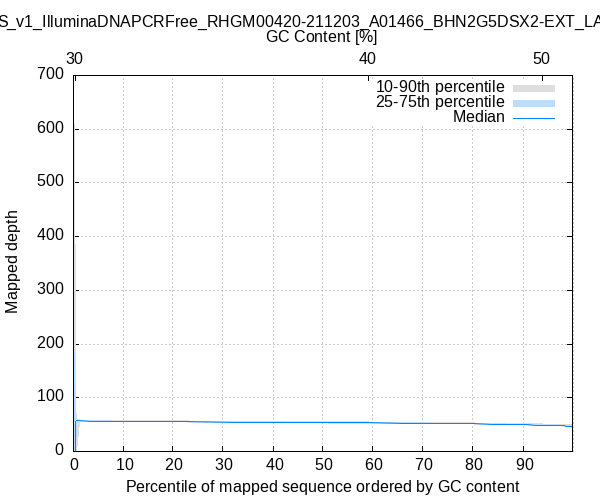 S_v1_IlluminaDNAPCRFree_RHGM00420-211203_A01466_BHN2G5DSX2-EXT_LA
GC Content [%]
30 40 50
10-90th percentile
25-75th percentile
Median
700
600
500
400
300
200
100
0
Mapped depth
0 10 20 30 40 50 60 70 80 90
Percentile of mapped sequence ordered by GC content